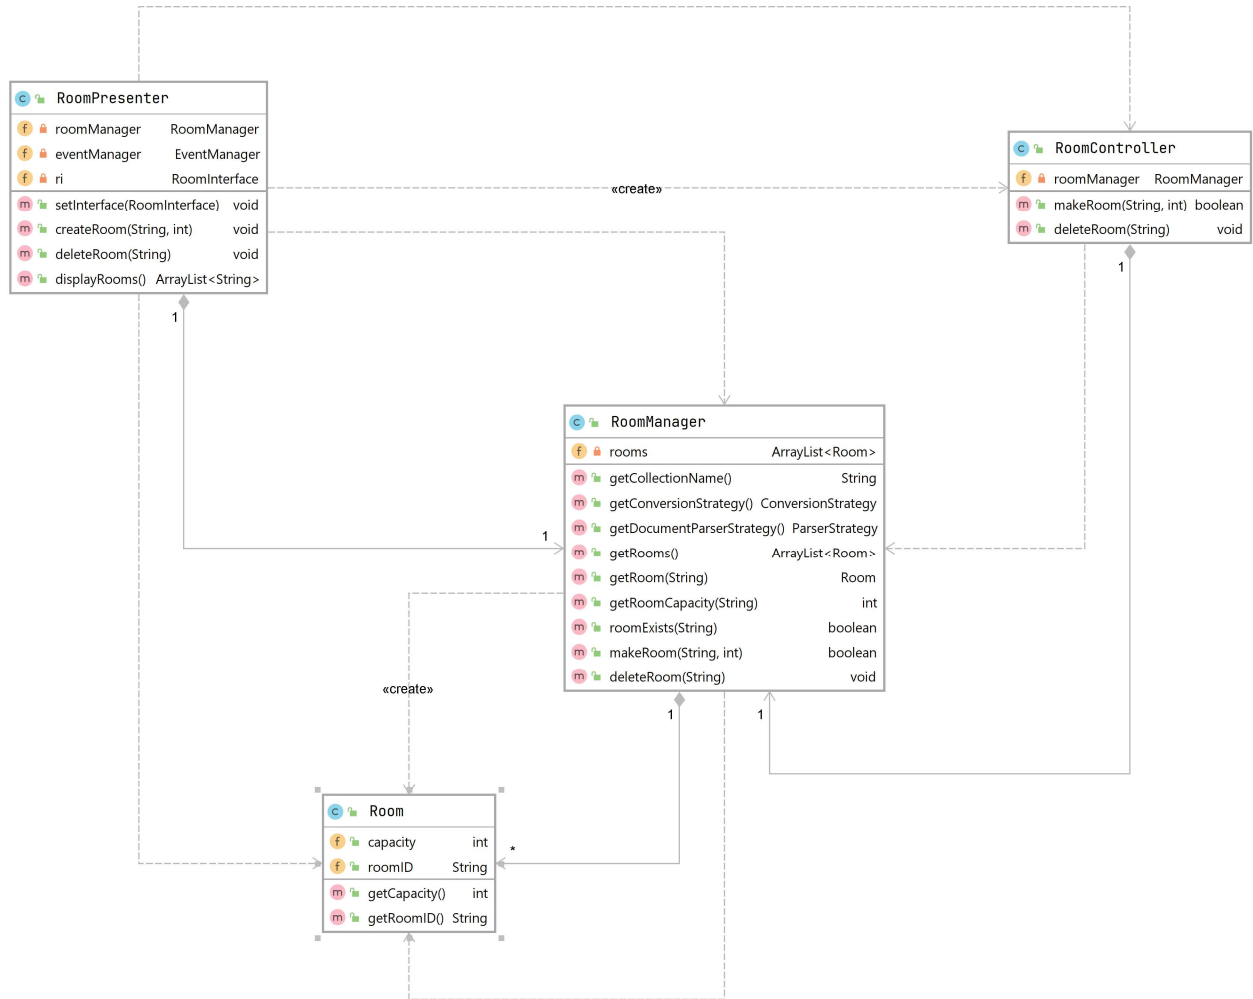 RoomPresenter
roomManager RoomManager
eventManager EventManager
ri RoomInterface
setInterface(RoomInterface) void
createRoom(String, int) void
deleteRoom(String) void
displayRooms() ArrayList<String>
1
«create»
RoomController
roomManager RoomManager
makeRoom(String, int) boolean
deleteRoom(String) void
1
RoomManager
rooms ArrayList<Room>
getCollectionName() String
getConversionStrategy() ConversionStrategy
getDocumentParserStrategy() ParserStrategy
getRooms() ArrayList<Room>
getRoom(String) Room
getRoomCapacity(String) int
roomExists(String) boolean
makeRoom(String, int) boolean
deleteRoom(String) void
1
1
1
«create»
Room
capacity int
roomID String
getCapacity() int
getRoomID() String
*